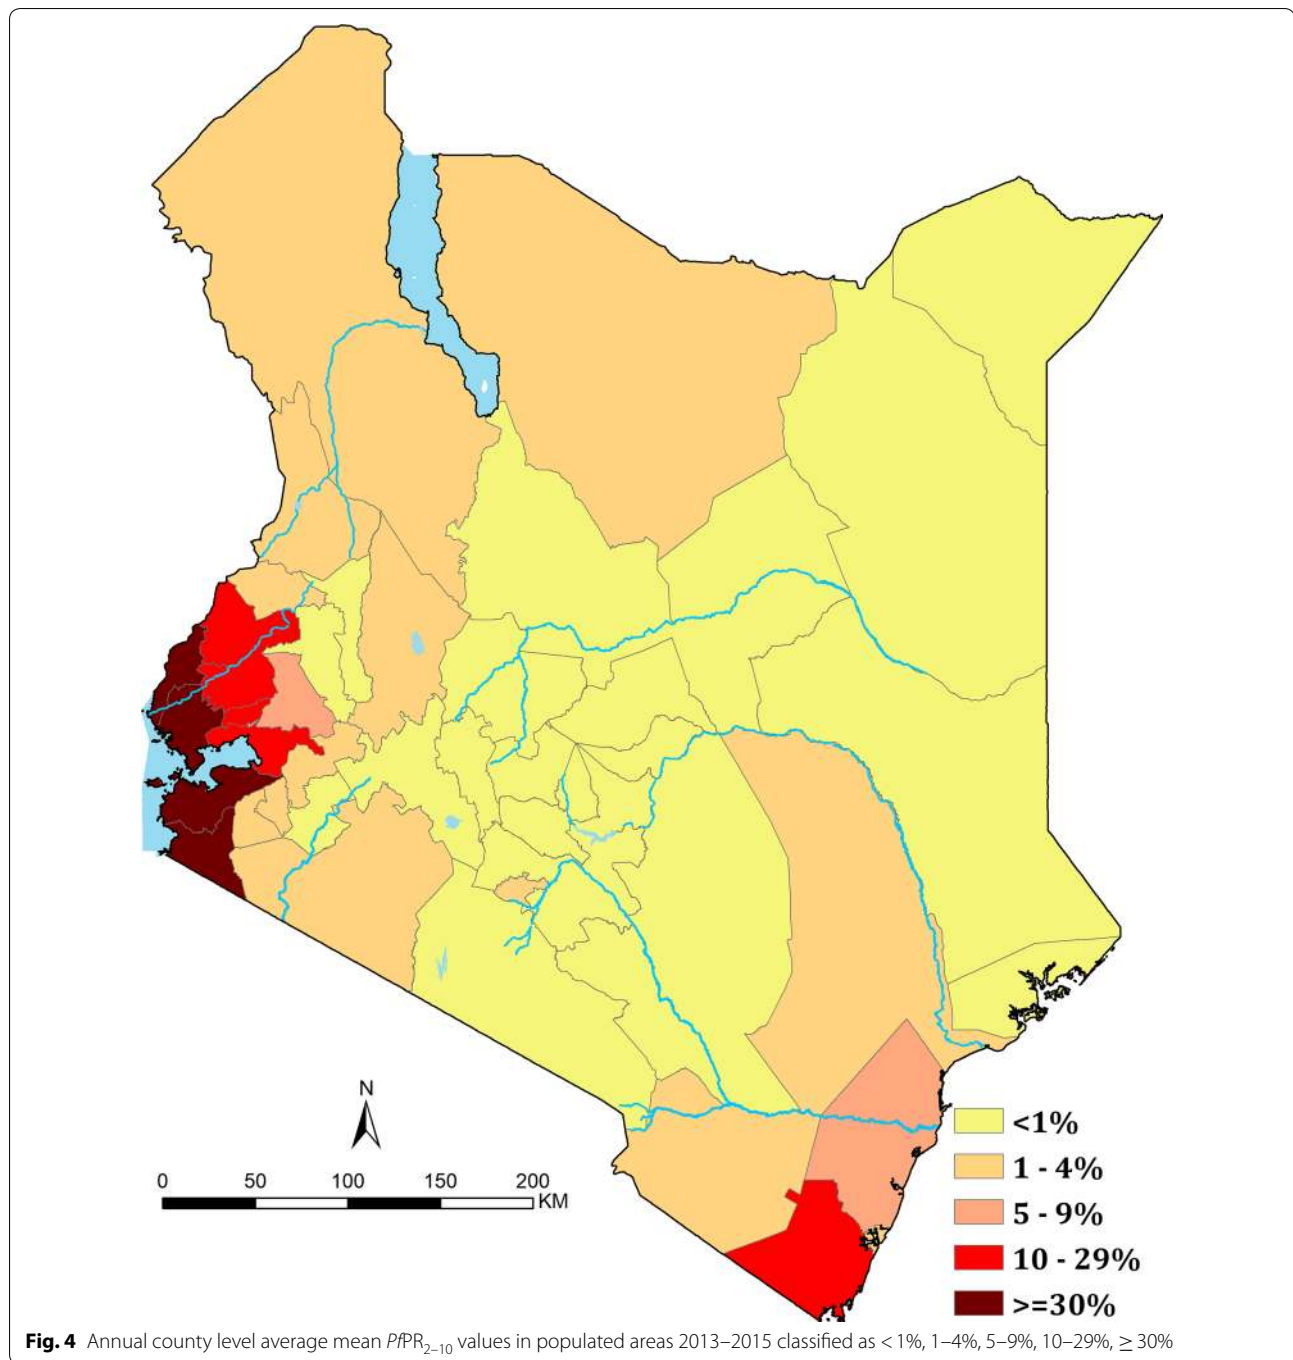 N
0 50 100 150 200
KM
<1%
1 - 4%
5 - 9%
10 - 29%
>=30%
Fig. 4 Annual county level average mean PfPR2–10 values in populated areas 2013–2015 classified as < 1%, 1–4%, 5–9%, 10–29%, ≥ 30%